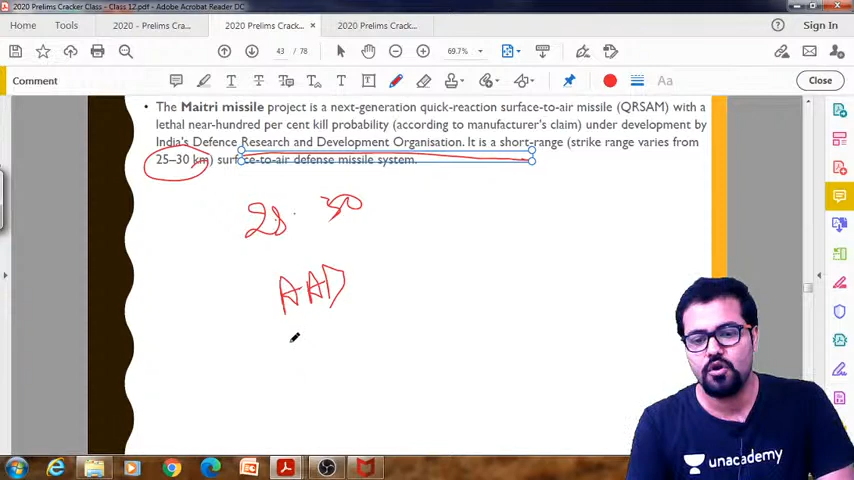 2020 Prelims Cracker Class - Class 12.pdf - Adobe Acrobat Reader DC
Home Tools 2020 - Prelims Cra... 2020 Prelims Crack... × 2020 Prelims Crack... Sign In
43 / 78 69.7%
Comment Aa Close
• The Maitri missile project is a next-generation quick-reaction surface-to-air missile (QRSAM) with a
lethal near-hundred per cent kill probability (according to manufacturer's claim) under development by
India's Defence Research and Development Organisation. It is a short-range (strike range varies from
25–30 km) surface-to-air defense missile system.
30
AAD
unacademy